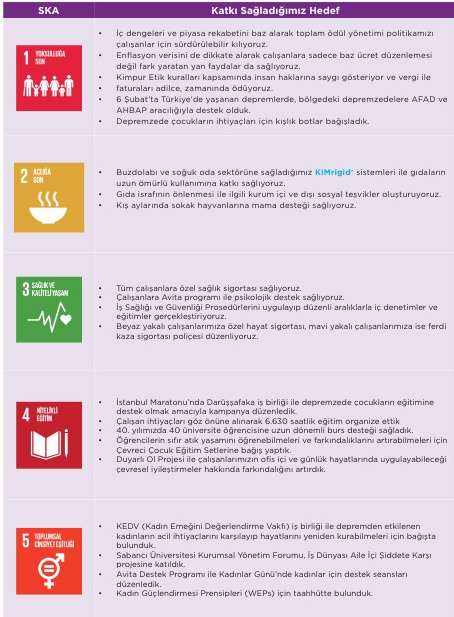 SKA
Katkı Sağladığımız Hedef
1 YOKSULLUĞA
SON
• İç dengeleri ve piyasa rekabetini baz alarak toplam ödül yönetimi politikamızı
çalışanlar için sürdürülebilir kılıyoruz.
• Enflasyon verisini de dikkate alarak çalışanlara sadece baz ücret düzenlemesi
değil fark yaratan yan faydalar da sağlıyoruz.
• Kimpur Etik kuralları kapsamında insan haklarına saygı gösteriyor ve vergi ile
• faturaları adilce, zamanında ödüyoruz.
• 6 Şubat'ta Türkiye'de yaşanan depremlerde, bölgedeki depremzedelere AFAD ve
AHBAP aracılığıyla destek olduk.
• Depremzede çocukların ihtiyaçları için kışlık botlar bağışladık.
2 AÇLIĞA
SON
• Buzdolabı ve soğuk oda sektörüne sağladığımız KIMrigid® sistemleri ile gıdaların
uzun ömürlü kullanımına katkı sağlıyoruz.
• Gıda israfının önlenmesi ile ilgili kurum içi ve dışı sosyal teşvikler oluşturuyoruz.
• Kış aylarında sokak hayvanlarına mama desteği sağlıyoruz.
3 SAĞLIK VE
KALİTELİ YAŞAM
• Tüm çalışanlara özel sağlık sigortası sağlıyoruz.
• Çalışanlara Avita programı ile psikolojik destek sağlıyoruz.
• İş Sağlığı ve Güvenliği Prosedürlerini uygulayıp düzenli aralıklarla iç denetimler ve
eğitimler gerçekleştiriyoruz.
• Beyaz yakalı çalışanlarımıza özel hayat sigortası, mavi yakalı çalışanlarımıza ise ferdi
kaza sigortası poliçesi düzenliyoruz.
4 NİTELİKLİ
EĞİTİM
• İstanbul Maratonu'nda Darüşşafaka iş birliği ile depremzede çocukların eğitimine
destek olmak amacıyla kampanya düzenledik.
• Çalışan ihtiyaçları göz önüne alınarak 6.630 saatlik eğitim organize ettik
• 40. yılımızda 40 üniversite öğrencisine uzun dönemli burs desteği sağladık.
• Öğrencilerin sıfır atık yaşamını öğrenebilmeleri ve farkındalıklarını artırabilmeleri için
Çevreci Çocuk Eğitim Setlerine bağış yaptık.
• Duyarlı Ol Projesi ile çalışanlarımızın ofis içi ve günlük hayatlarında uygulayabileceği
çevresel iyileştirmeler hakkında farkındalığını artırdık.
5 TOPLUMSAL
CİNSİYET EŞİTLİĞİ
• KEDV (Kadın Emeğini Değerlendirme Vakfı) iş birliği ile depremden etkilenen
kadınların acil ihtiyaçlarını karşılayıp hayatlarını yeniden kurabilmeleri için bağışta
bulunduk.
• Sabancı Üniversitesi Kurumsal Yönetim Forumu, İş Dünyası Aile İçi Şiddete Karşı
projesine katıldık.
• Avita Destek Programı ile Kadınlar Günü'nde kadınlar için destek seansları
düzenledik.
• Kadın Güçlendirmesi Prensipleri (WEPs) için taahhütte bulunduk.